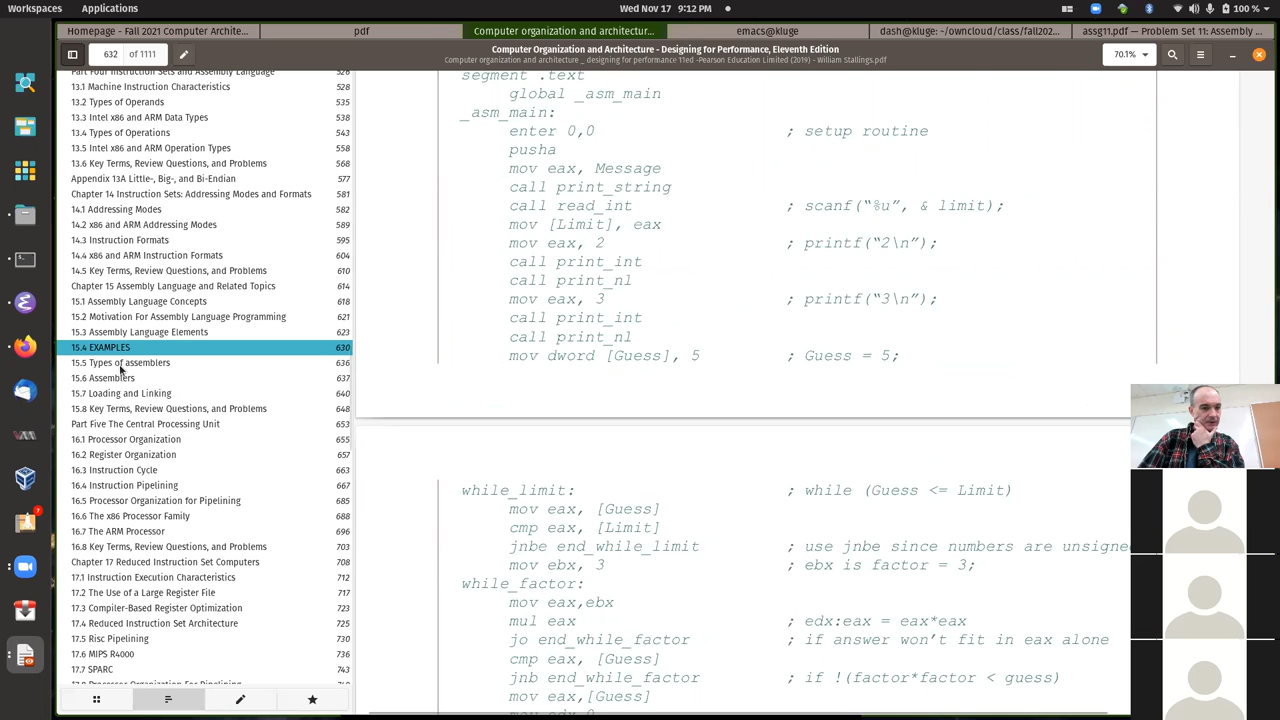 Workspaces
Applications
Wed Nov 17 9:12 PM
100 %
Homepage - Fall 2021 Computer Archite...
pdf
Computer organization and architectur...
emacs@kluge
dash@kluge: ~/owncloud/class/fall202...
assg11.pdf — Problem Set 11: Assembly ...
632 of 1111
Computer Organization and Architecture - Designing for Performance, Eleventh Edition
Computer organization and architecture _ designing for performance 11ed -Pearson Education Limited (2019) - William Stallings.pdf
70.1%
Part Four Instruction Sets and Assembly Language 526
13.1 Machine Instruction Characteristics 528
13.2 Types of Operands 535
13.3 Intel x86 and ARM Data Types 538
13.4 Types of Operations 543
13.5 Intel x86 and ARM Operation Types 558
13.6 Key Terms, Review Questions, and Problems 568
Appendix 13A Little-, Big-, and Bi-Endian 577
Chapter 14 Instruction Sets: Addressing Modes and Formats 581
14.1 Addressing Modes 582
14.2 x86 and ARM Addressing Modes 589
14.3 Instruction Formats 595
14.4 x86 and ARM Instruction Formats 604
14.5 Key Terms, Review Questions, and Problems 610
Chapter 15 Assembly Language and Related Topics 614
15.1 Assembly Language Concepts 618
15.2 Motivation For Assembly Language Programming 621
15.3 Assembly Language Elements 623
15.4 EXAMPLES 630
15.5 Types of assemblers 636
15.6 Assemblers 637
15.7 Loading and Linking 640
15.8 Key Terms, Review Questions, and Problems 648
Part Five The Central Processing Unit 653
16.1 Processor Organization 655
16.2 Register Organization 657
16.3 Instruction Cycle 663
16.4 Instruction Pipelining 667
16.5 Processor Organization for Pipelining 685
16.6 The x86 Processor Family 688
16.7 The ARM Processor 696
16.8 Key Terms, Review Questions, and Problems 703
Chapter 17 Reduced Instruction Set Computers 708
17.1 Instruction Execution Characteristics 712
17.2 The Use of a Large Register File 717
17.3 Compiler-Based Register Optimization 723
17.4 Reduced Instruction Set Architecture 725
17.5 Risc Pipelining 730
17.6 MIPS R4000 736
17.7 SPARC 743
segment .text
global _asm_main
_asm_main:
enter 0,0 ; setup routine
pusha
mov eax, Message
call print_string
call read_int ; scanf(“%u”, & limit);
mov [Limit], eax
mov eax, 2 ; printf(“2\n”);
call print_int
call print_nl
mov eax, 3 ; printf(“3\n”);
call print_int
call print_nl
mov dword [Guess], 5 ; Guess = 5;
while_limit: ; while (Guess <= Limit)
mov eax, [Guess]
cmp eax, [Limit]
jnbe end_while_limit ; use jnbe since numbers are unsigned
mov ebx, 3 ; ebx is factor = 3;
while_factor:
mov eax,ebx
mul eax ; edx:eax = eax*eax
jo end_while_factor ; if answer won’t fit in eax alone
cmp eax, [Guess]
jnb end_while_factor ; if !(factor*factor < guess)
mov eax,[Guess]